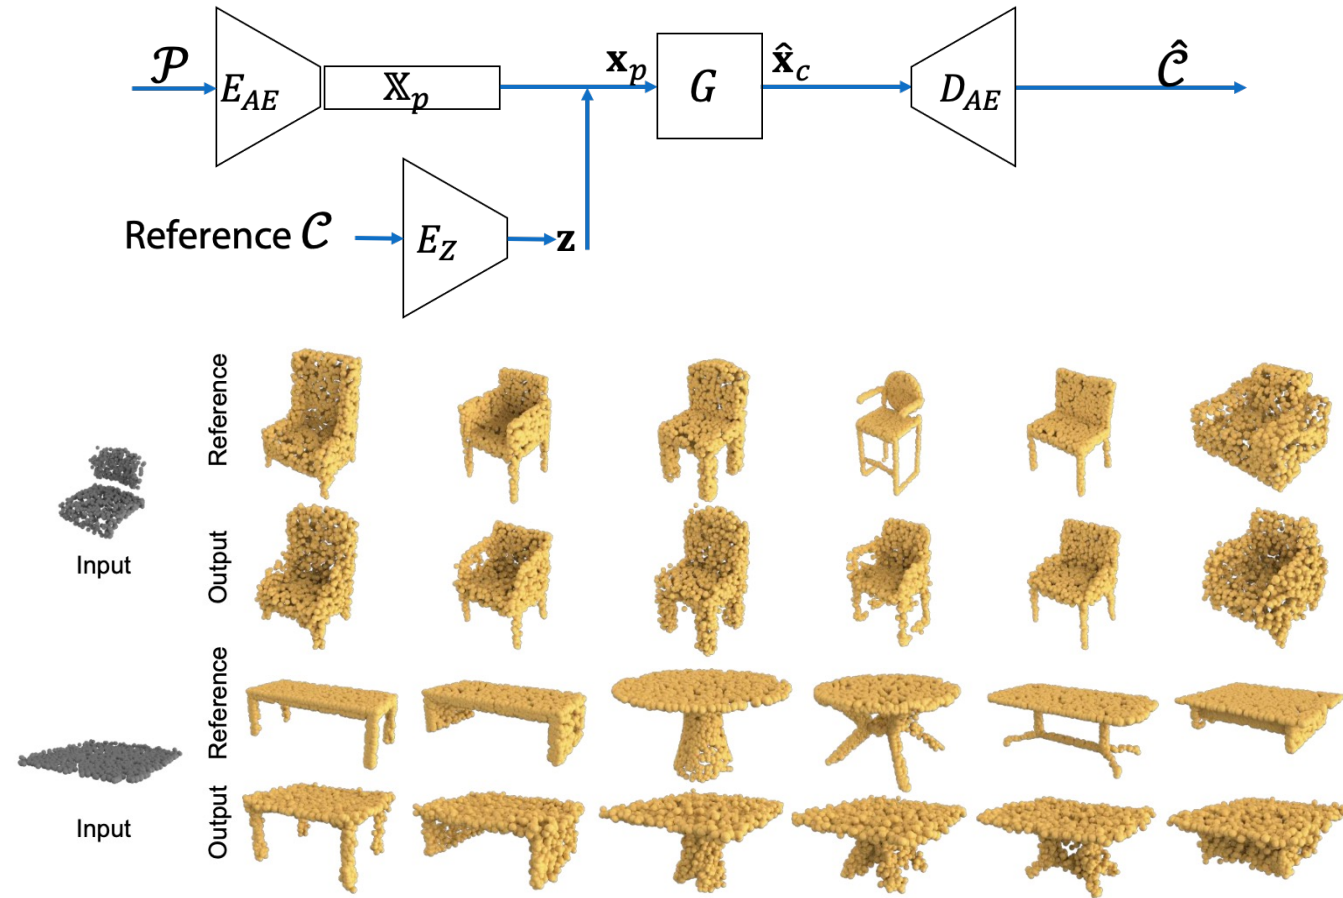 𝒫 E_AE 𝕏_p 𝐱_p G 𝐱̂_c D_AE 𝒞̂
Reference 𝒞 E_Z 𝐳
Reference
Input
Output
Reference
Input
Output